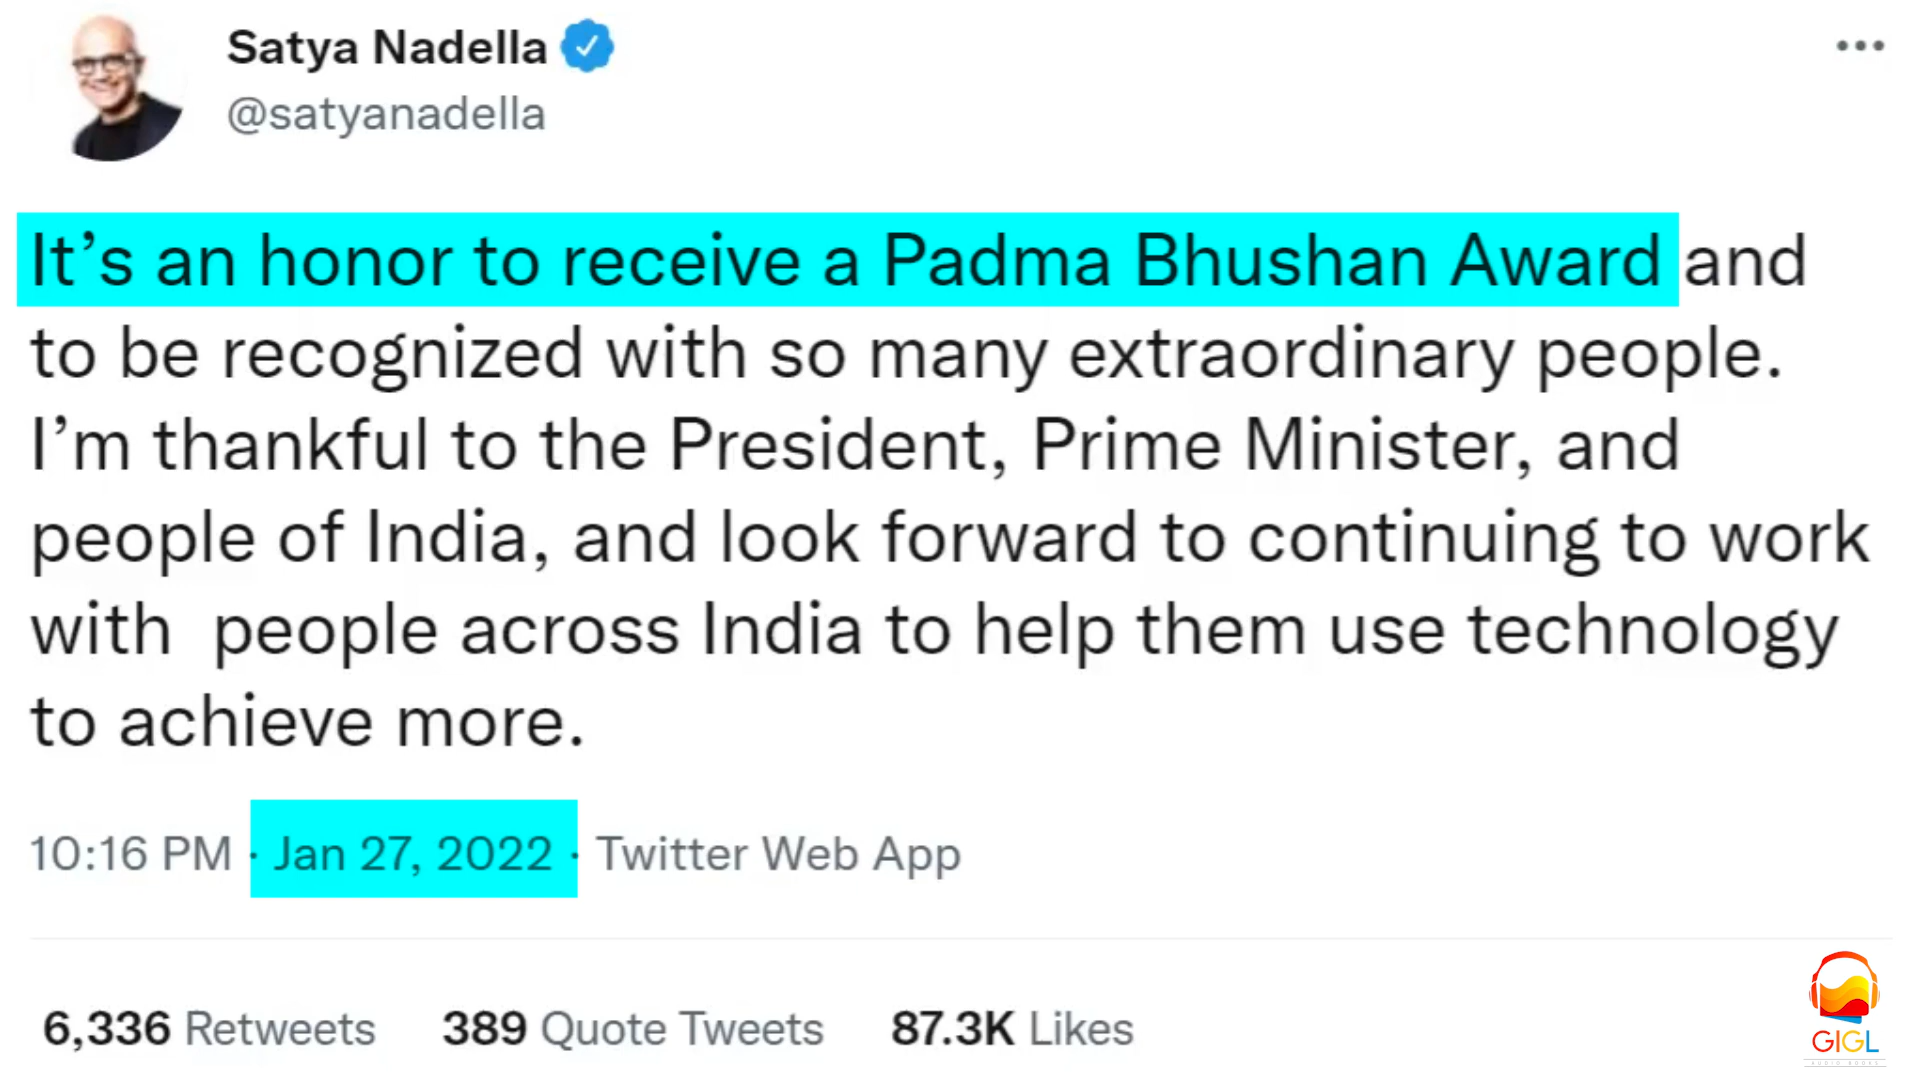 Satya Nadella
@satyanadella
It’s an honor to receive a Padma Bhushan Award and
to be recognized with so many extraordinary people.
I’m thankful to the President, Prime Minister, and
people of India, and look forward to continuing to work
with  people across India to help them use technology
to achieve more.
10:16 PM · Jan 27, 2022 · Twitter Web App
6,336 Retweets 389 Quote Tweets 87.3K Likes
GIGL
AUDIO BOOKS